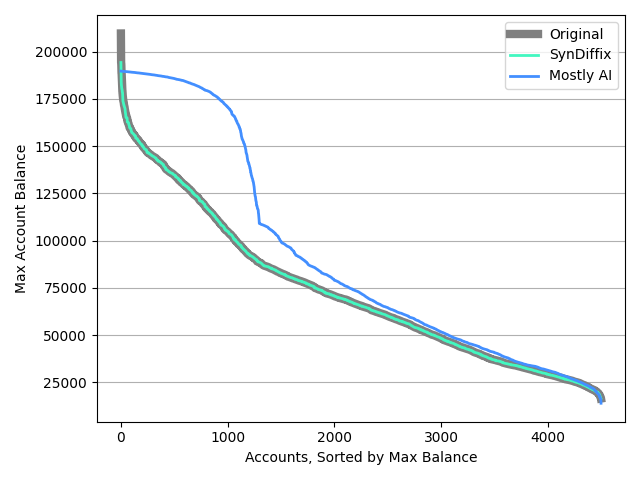 Original
SynDiffix
Mostly AI
200000
175000
150000
125000
100000
75000
50000
25000
Max Account Balance
0 1000 2000 3000 4000
Accounts, Sorted by Max Balance